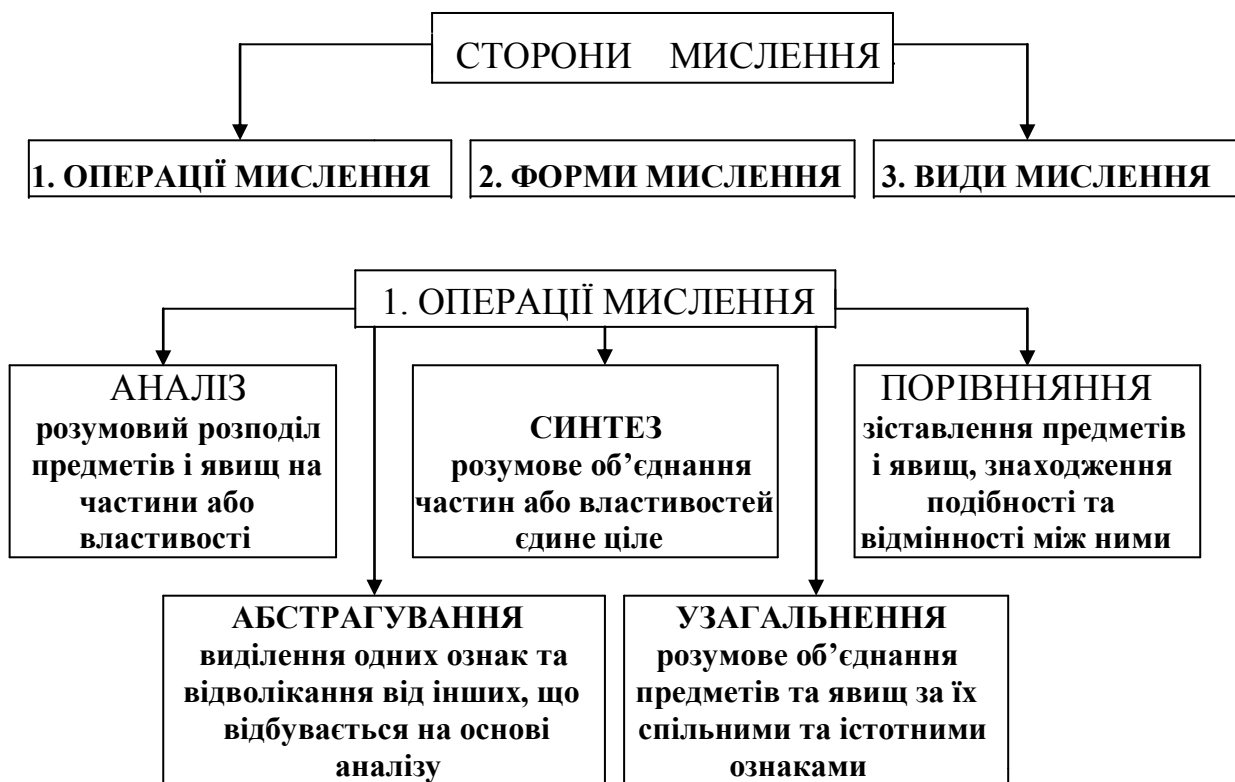 СТОРОНИ МИСЛЕННЯ
1. ОПЕРАЦІЇ МИСЛЕННЯ
2. ФОРМИ МИСЛЕННЯ
3. ВИДИ МИСЛЕННЯ
1. ОПЕРАЦІЇ МИСЛЕННЯ
АНАЛІЗ
розумовий розподіл
предметів і явищ на
частини або
властивості
СИНТЕЗ
розумове об’єднання
частин або властивостей
єдине ціле
ПОРІВННЯННЯ
зіставлення предметів
і явищ, знаходження
подібності та
відмінності між ними
АБСТРАГУВАННЯ
виділення одних ознак та
відволікання від інших, що
відбувається на основі
аналізу
УЗАГАЛЬНЕННЯ
розумове об’єднання
предметів та явищ за їх
спільними та істотними
ознаками